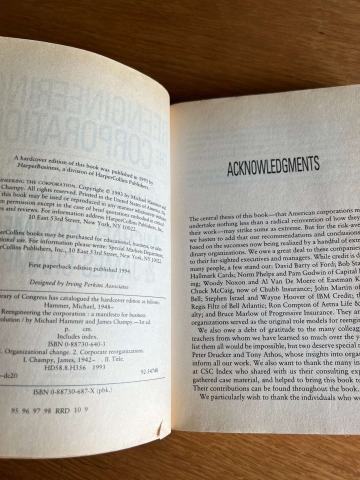 A hardcover edition of this book was published in 1993 by
HarperBusiness, a division of HarperCollins Publishers.
ENGINEERING THE CORPORATION. Copyright © 1993 by Michael Hammer and
Champy. All rights reserved. Printed in the United States of America. No
this book may be used or reproduced in any manner whatsoever without
permission except in the case of brief quotations embodied in critical
es and reviews. For information address HarperCollins Publishers,
10 East 53rd Street, New York, NY 10022.
HarperCollins books may be purchased for educational, business, or sales
tional use. For information please write: Special Markets Department,
Collins Publishers, 10 East 53rd Street, New York, NY
First paperback edition published 1994.
Designed by Irving Perkins Associates
rary of Congress has catalogued the hardcover edition as follows:
Hammer, Michael, 1948–
Reengineering the corporation : a manifesto for business
olution / by Michael Hammer and James Champy. — 1st ed.
p. cm.
Includes index.
ISBN 0-88730-640-3
1. Organizational change. 2. Corporate reorganizations.
I. Champy, James, 1942– . II. Title.
HD58.8.H356 1993
–dc20
ISBN 0-88730-687-X (pbk.)
95 96 97 98 RRD 10 9
ACKNOWLEDGMENTS
The central thesis of this book—that American corporations m
undertake nothing less than a radical reinvention of how they
their work—may strike some as extreme. But for the risk-aver
we hasten to add that our recommendations and conclusions
based on the successes now being realized by a handful of extra
dinary organizations. We owe a great deal to these companies
to their far-sighted executives and managers. While credit is d
many people, a few stand out: David Barry of Ford; Bob Sta
Hallmark Cards; Norm Phelps and Pam Godwin of Capital H
ing; Woody Noxon and Al Van De Moore of Eastman K
Chuck McCaig, now of Chubb Insurance; John Martin of
Bell; Stephen Israel and Wayne Hoover of IBM Credit; R
Regis Filtz of Bell Atlantic; Ron Compton of Aetna Life &
ty; and Bruce Marlow of Progressive Insurance. They and
organizations served as the original role models for reengin
We also owe a debt of gratitude to the many colleague
teachers from whom we have learned so much over the y
list them all would be impossible, but two deserve special
Peter Drucker and Tony Athos, whose insights into organ
inform all our work. We also want to thank the many in
at CSC Index who shared with us their consulting exp
gathered case material, and helped to bring this book to
Their contributions can be found throughout the book.
We particularly wish to thank the individuals who w